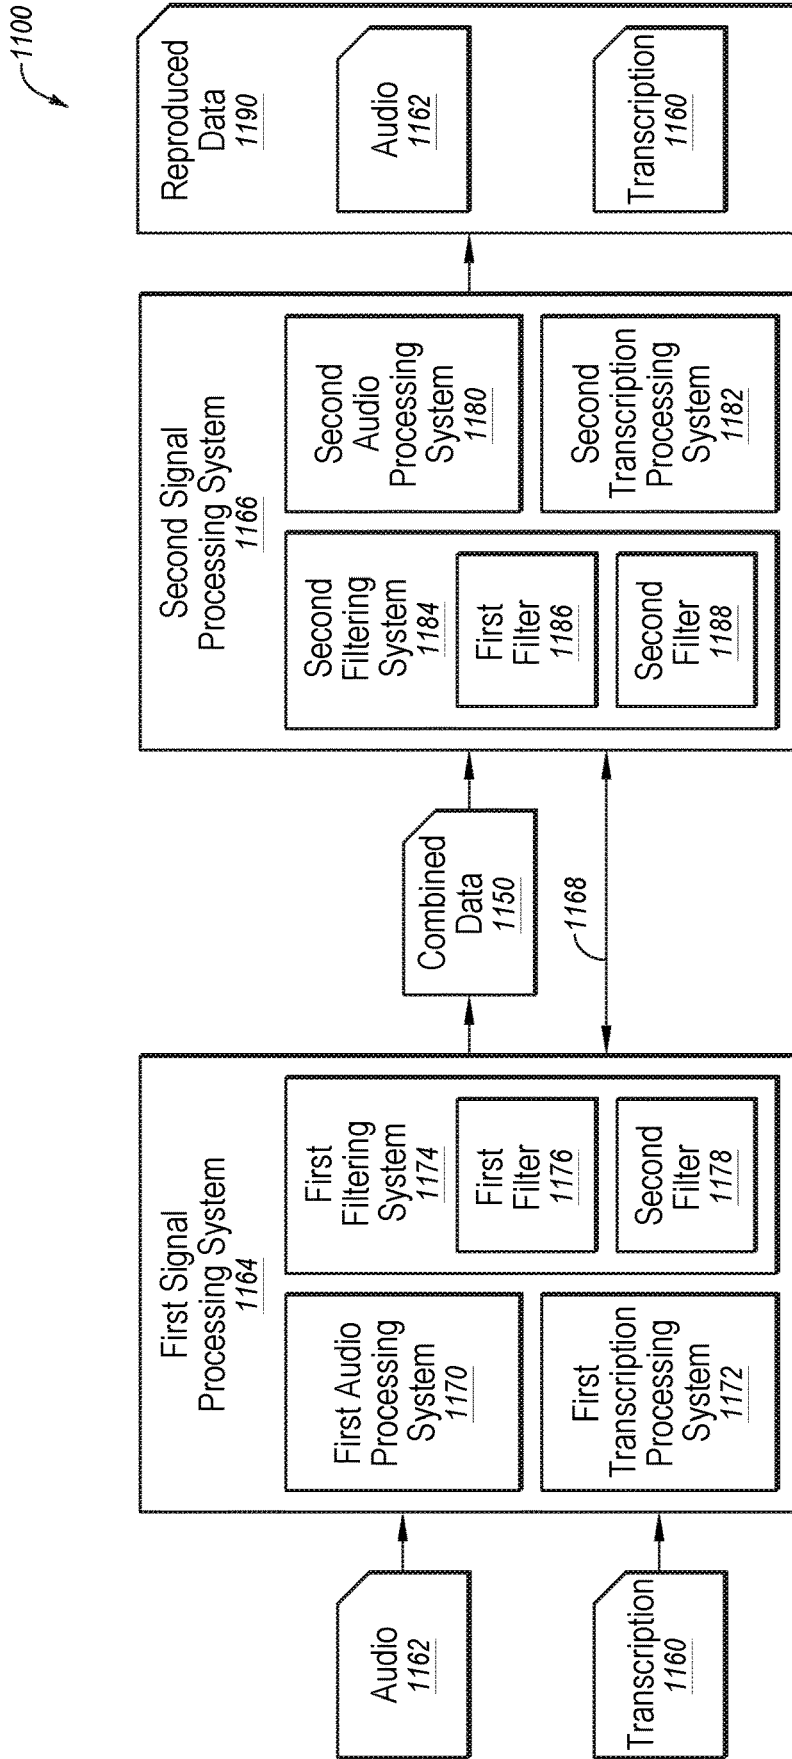 1100
Audio
1162
Transcription
1160
First Signal
Processing System
1164
First Audio
Processing
System
1170
First
Transcription
Processing
System
1172
First
Filtering
System
1174
First
Filter
1176
Second
Filter
1178
Combined
Data
1150
1168
Second Signal
Processing System
1166
Second
Filtering
System
1184
First
Filter
1186
Second
Filter
1188
Second
Audio
Processing
System
1180
Second
Transcription
Processing
System
1182
Reproduced
Data
1190
Audio
1162
Transcription
1160